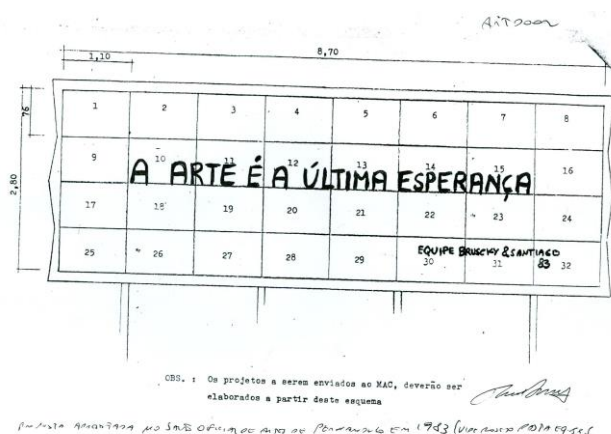 Artdoor
8,70
1,10
76
1 2 3 4 5 6 7 8
2,80
9 10 11 12 13 14 15 16
A ARTE É A ÚLTIMA ESPERANÇA
17 18 19 20 21 22 23 24
25 26 27 28 29 30 31 32
EQUIPE BRUSCKY & SANTIAGO
83
OBS. : Os projetos a serem enviados ao MAC, deverão ser
elaborados a partir deste esquema
EM 1983